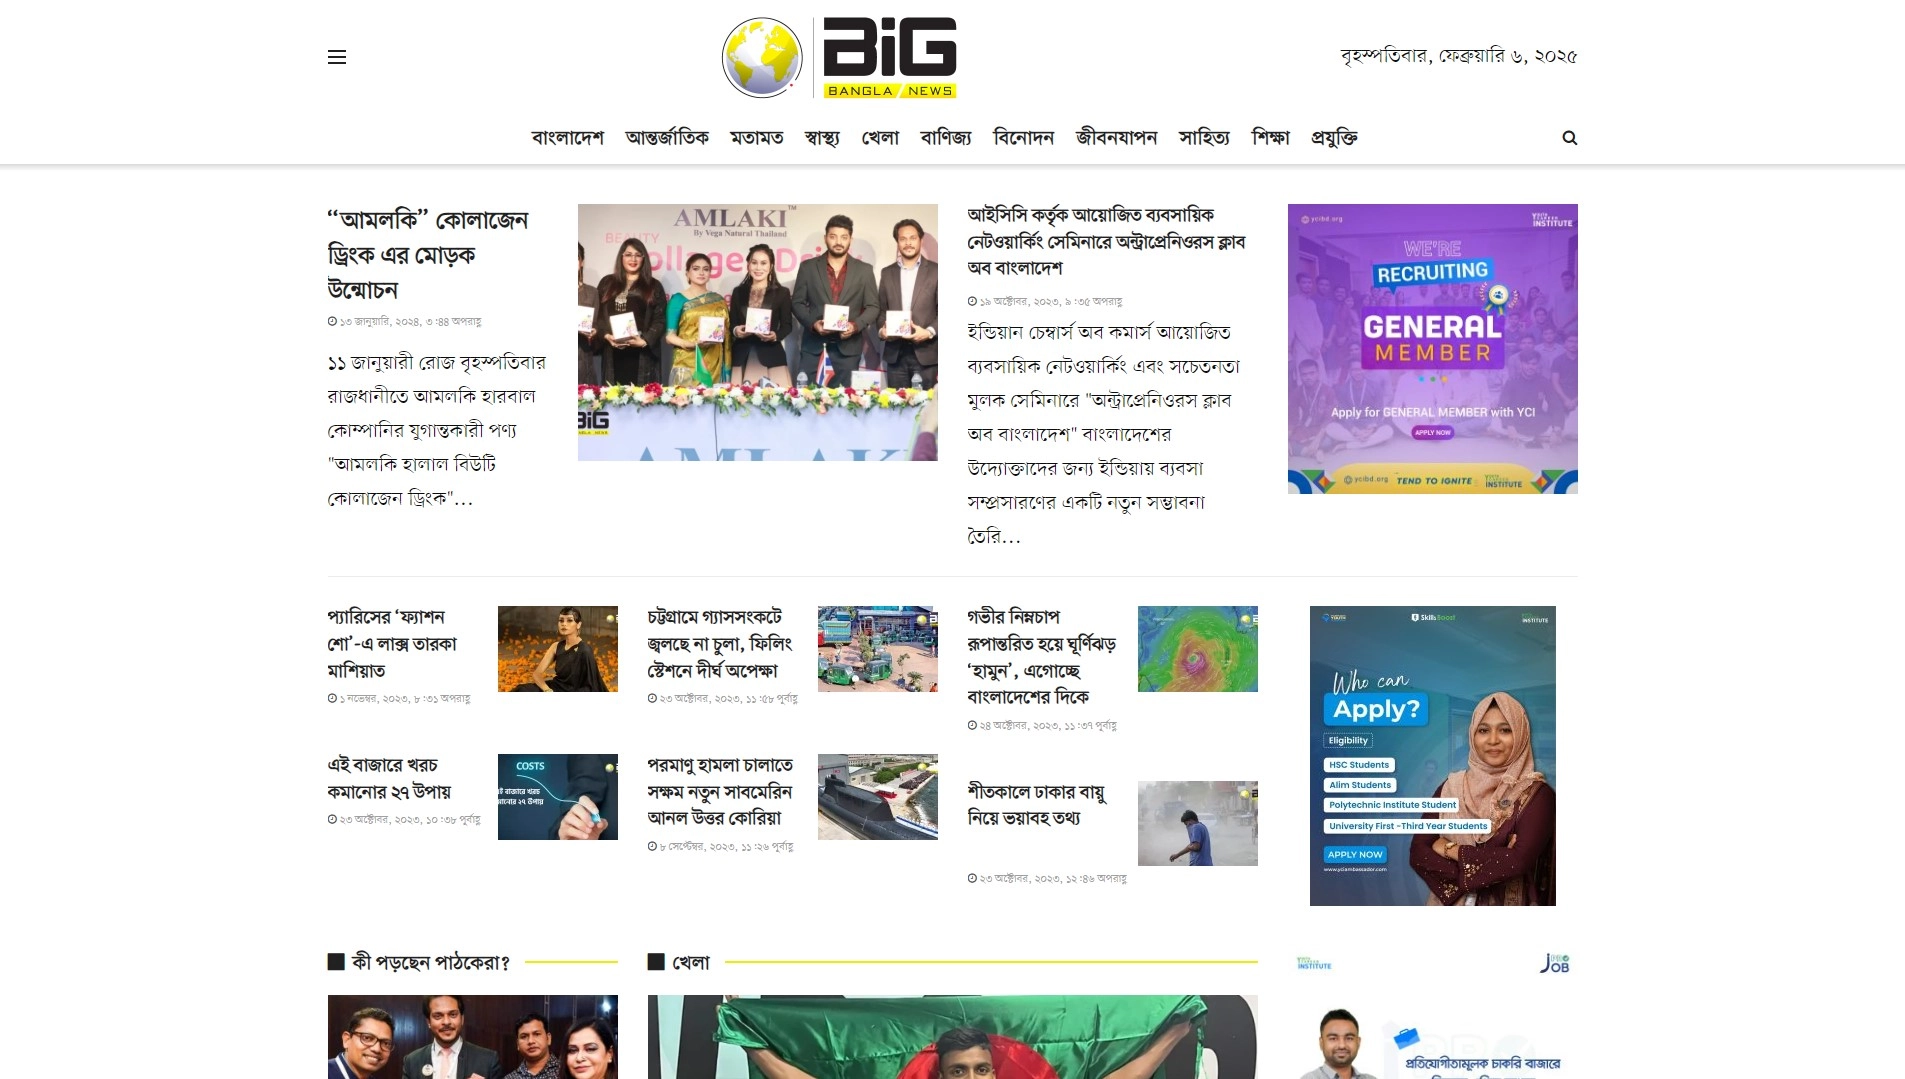 BiG
BANGLA NEWS
বৃহস্পতিবার, ফেব্রুয়ারি ৬, ২০২৫
বাংলাদেশ আন্তর্জাতিক মতামত স্বাস্থ্য খেলা বাণিজ্য বিনোদন জীবনযাপন সাহিত্য শিক্ষা প্রযুক্তি
“আমলকি” কোলাজেন
ড্রিংক এর মোড়ক
উন্মোচন
১৩ জানুয়ারি, ২০২৪, ৩:৪৪ অপরাহ্ণ
১১ জানুয়ারী রোজ বৃহস্পতিবার
রাজধানীতে আমলকি হারবাল
কোম্পানির যুগান্তকারী পণ্য
"আমলকি হালাল বিউটি
কোলাজেন ড্রিংক"...
AMLAKI™
By Vega Natural Thailand
BEAUTY
BiG
আইসিসি কর্তৃক আয়োজিত ব্যবসায়িক
নেটওয়ার্কিং সেমিনারে অন্ট্রাপ্রেনিওরস ক্লাব
অব বাংলাদেশ
১৯ অক্টোবর, ২০২৩, ৯:৩৫ অপরাহ্ণ
ইন্ডিয়ান চেম্বার্স অব কমার্স আয়োজিত
ব্যবসায়িক নেটওয়ার্কিং এবং সচেতনতা
মুলক সেমিনারে "অন্ট্রাপ্রেনিওরস ক্লাব
অব বাংলাদেশ" বাংলাদেশের
উদ্যোক্তাদের জন্য ইন্ডিয়ায় ব্যবসা
সম্প্রসারণের একটি নতুন সম্ভাবনা
তৈরি...
ycibd.org
INSTITUTE
WE'RE
RECRUITING
GENERAL
MEMBER
Apply for GENERAL MEMBER with YCI
APPLY NOW
ycibd.org TEND TO IGNITE INSTITUTE
প্যারিসের ‘ফ্যাশন
শো’-এ লাক্স তারকা
মাশিয়াত
১ নভেম্বর, ২০২৩, ৮:৩১ অপরাহ্ণ
চট্টগ্রামে গ্যাসসংকটে
জ্বলছে না চুলা, ফিলিং
স্টেশনে দীর্ঘ অপেক্ষা
২৩ অক্টোবর, ২০২৩, ১১:৫৮ পূর্বাহ্ণ
গভীর নিম্নচাপ
রূপান্তরিত হয়ে ঘূর্ণিঝড়
‘হামুন’, এগোচ্ছে
বাংলাদেশের দিকে
২৪ অক্টোবর, ২০২৩, ১১:৩৭ পূর্বাহ্ণ
এই বাজারে খরচ
কমানোর ২৭ উপায়
২৩ অক্টোবর, ২০২৩, ১০:৩৮ পূর্বাহ্ণ
COSTS
পরমাণু হামলা চালাতে
সক্ষম নতুন সাবমেরিন
আনল উত্তর কোরিয়া
৮ সেপ্টেম্বর, ২০২৩, ১১:২৬ পূর্বাহ্ণ
শীতকালে ঢাকার বায়ু
নিয়ে ভয়াবহ তথ্য
২৩ অক্টোবর, ২০২৩, ১২:৪৬ অপরাহ্ণ
SkillsBoost
INSTITUTE
Who can
Apply?
Eligibility
HSC Students
Alim Students
Polytechnic Institute Student
University First -Third Year Students
APPLY NOW
www.yciambassador.com
কী পড়ছেন পাঠকেরা?
খেলা
INSTITUTE
JOB
প্রতিযোগীতামূলক চাকরি বাজারে